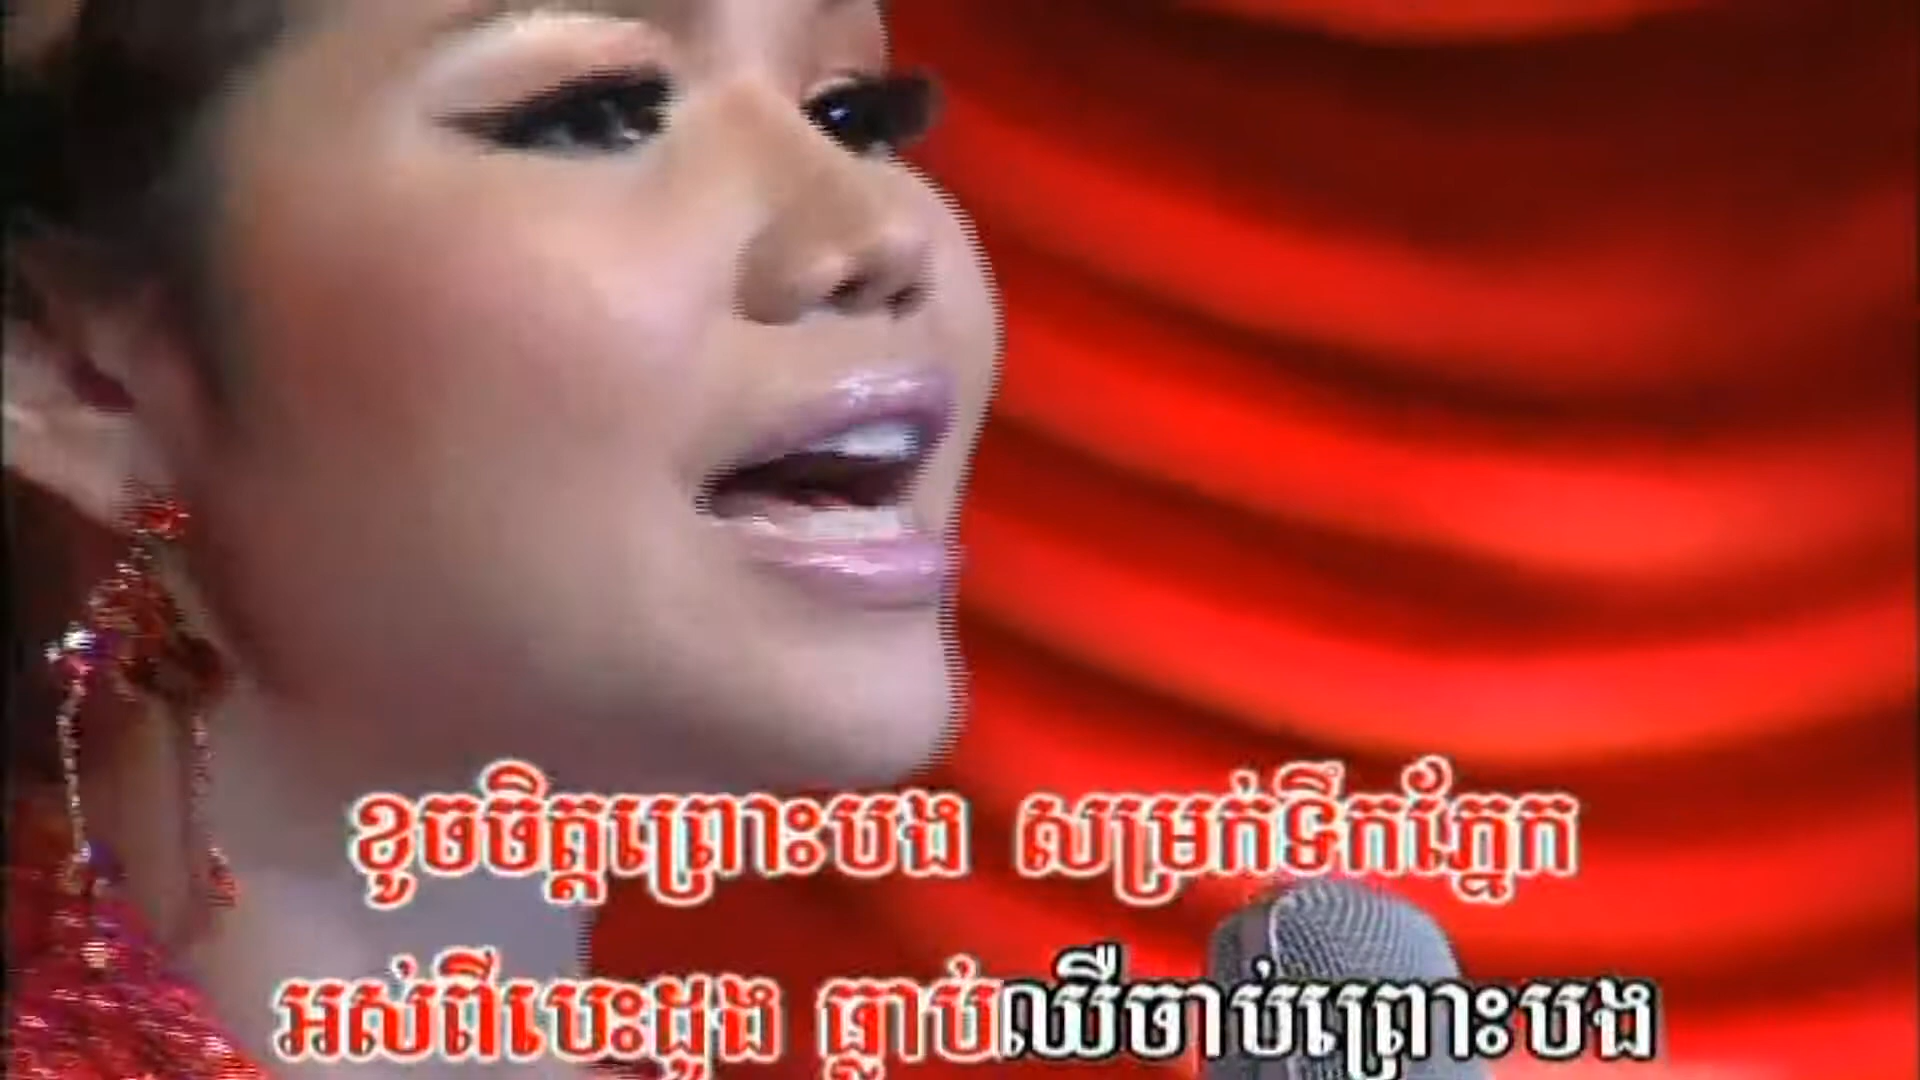 ខូចចិត្តព្រោះបង សម្រក់ទឹកភ្នែក
អស់ពីបេះដូង ធ្លាប់ឈឺចាប់ព្រោះបង